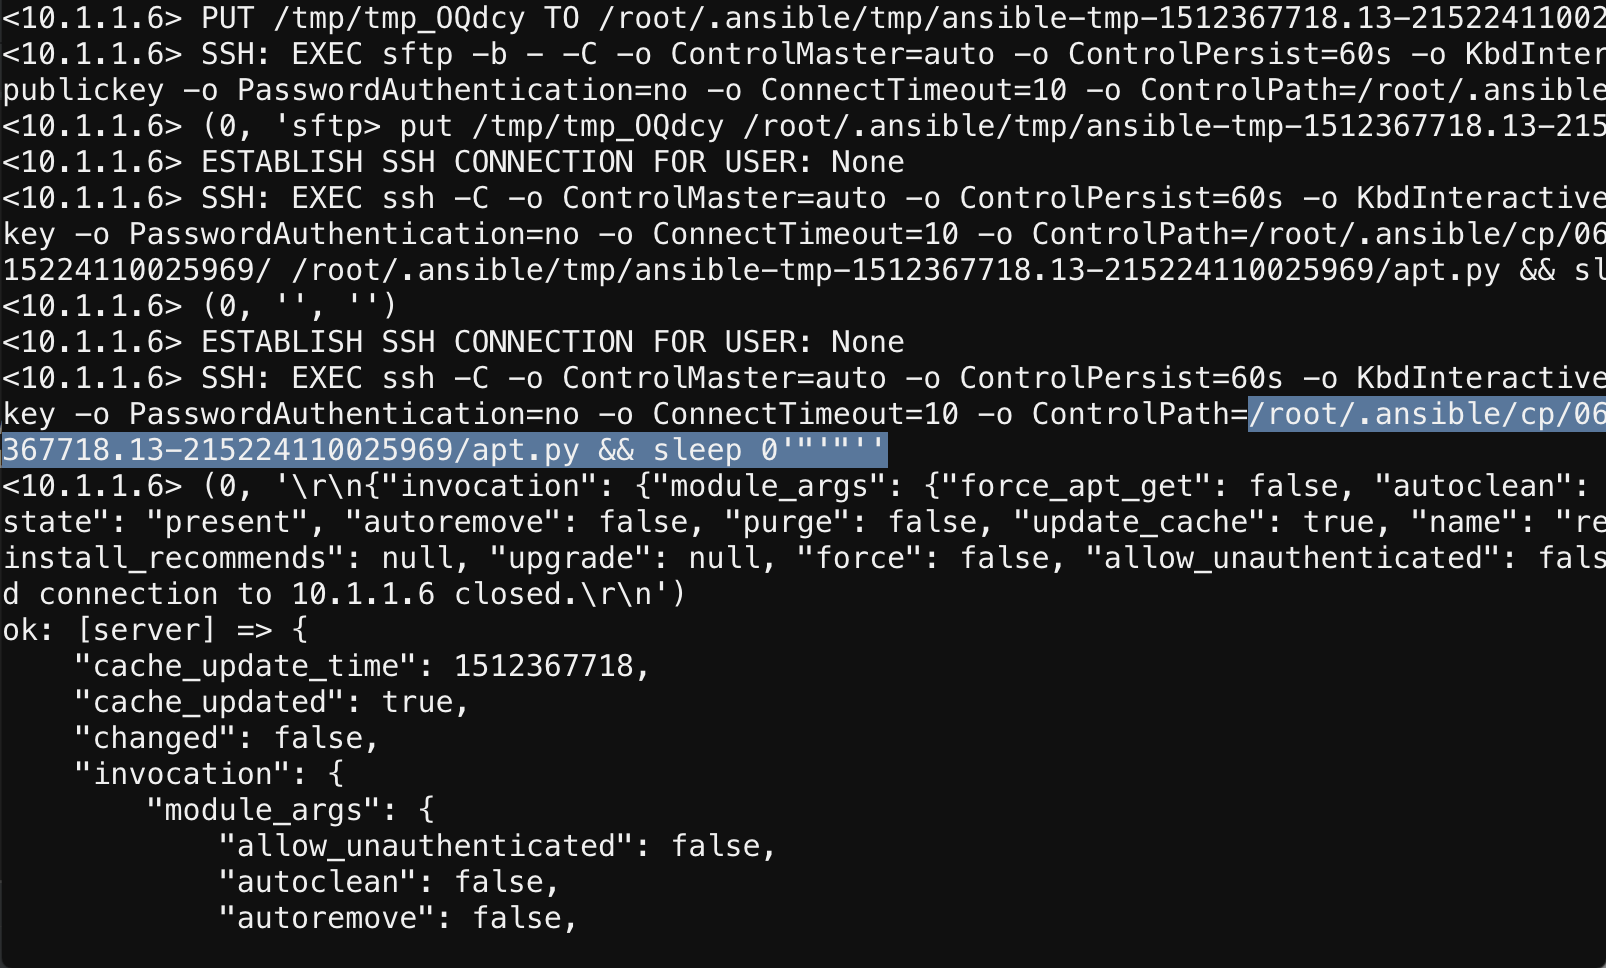 <10.1.1.6> PUT /tmp/tmp_OQdcy TO /root/.ansible/tmp/ansible-tmp-1512367718.13-21522411002
<10.1.1.6> SSH: EXEC sftp -b - -C -o ControlMaster=auto -o ControlPersist=60s -o KbdInter
publickey -o PasswordAuthentication=no -o ConnectTimeout=10 -o ControlPath=/root/.ansible
<10.1.1.6> (0, 'sftp> put /tmp/tmp_OQdcy /root/.ansible/tmp/ansible-tmp-1512367718.13-215
<10.1.1.6> ESTABLISH SSH CONNECTION FOR USER: None
<10.1.1.6> SSH: EXEC ssh -C -o ControlMaster=auto -o ControlPersist=60s -o KbdInteractive
key -o PasswordAuthentication=no -o ConnectTimeout=10 -o ControlPath=/root/.ansible/cp/06
15224110025969/ /root/.ansible/tmp/ansible-tmp-1512367718.13-215224110025969/apt.py && sl
<10.1.1.6> (0, '', '')
<10.1.1.6> ESTABLISH SSH CONNECTION FOR USER: None
<10.1.1.6> SSH: EXEC ssh -C -o ControlMaster=auto -o ControlPersist=60s -o KbdInteractive
key -o PasswordAuthentication=no -o ConnectTimeout=10 -o ControlPath=/root/.ansible/cp/06
367718.13-215224110025969/apt.py && sleep 0'"'"''
<10.1.1.6> (0, '\r\n{"invocation": {"module_args": {"force_apt_get": false, "autoclean":
state": "present", "autoremove": false, "purge": false, "update_cache": true, "name": "re
install_recommends": null, "upgrade": null, "force": false, "allow_unauthenticated": fals
d connection to 10.1.1.6 closed.\r\n')
ok: [server] => {
    "cache_update_time": 1512367718,
    "cache_updated": true,
    "changed": false,
    "invocation": {
        "module_args": {
            "allow_unauthenticated": false,
            "autoclean": false,
            "autoremove": false,